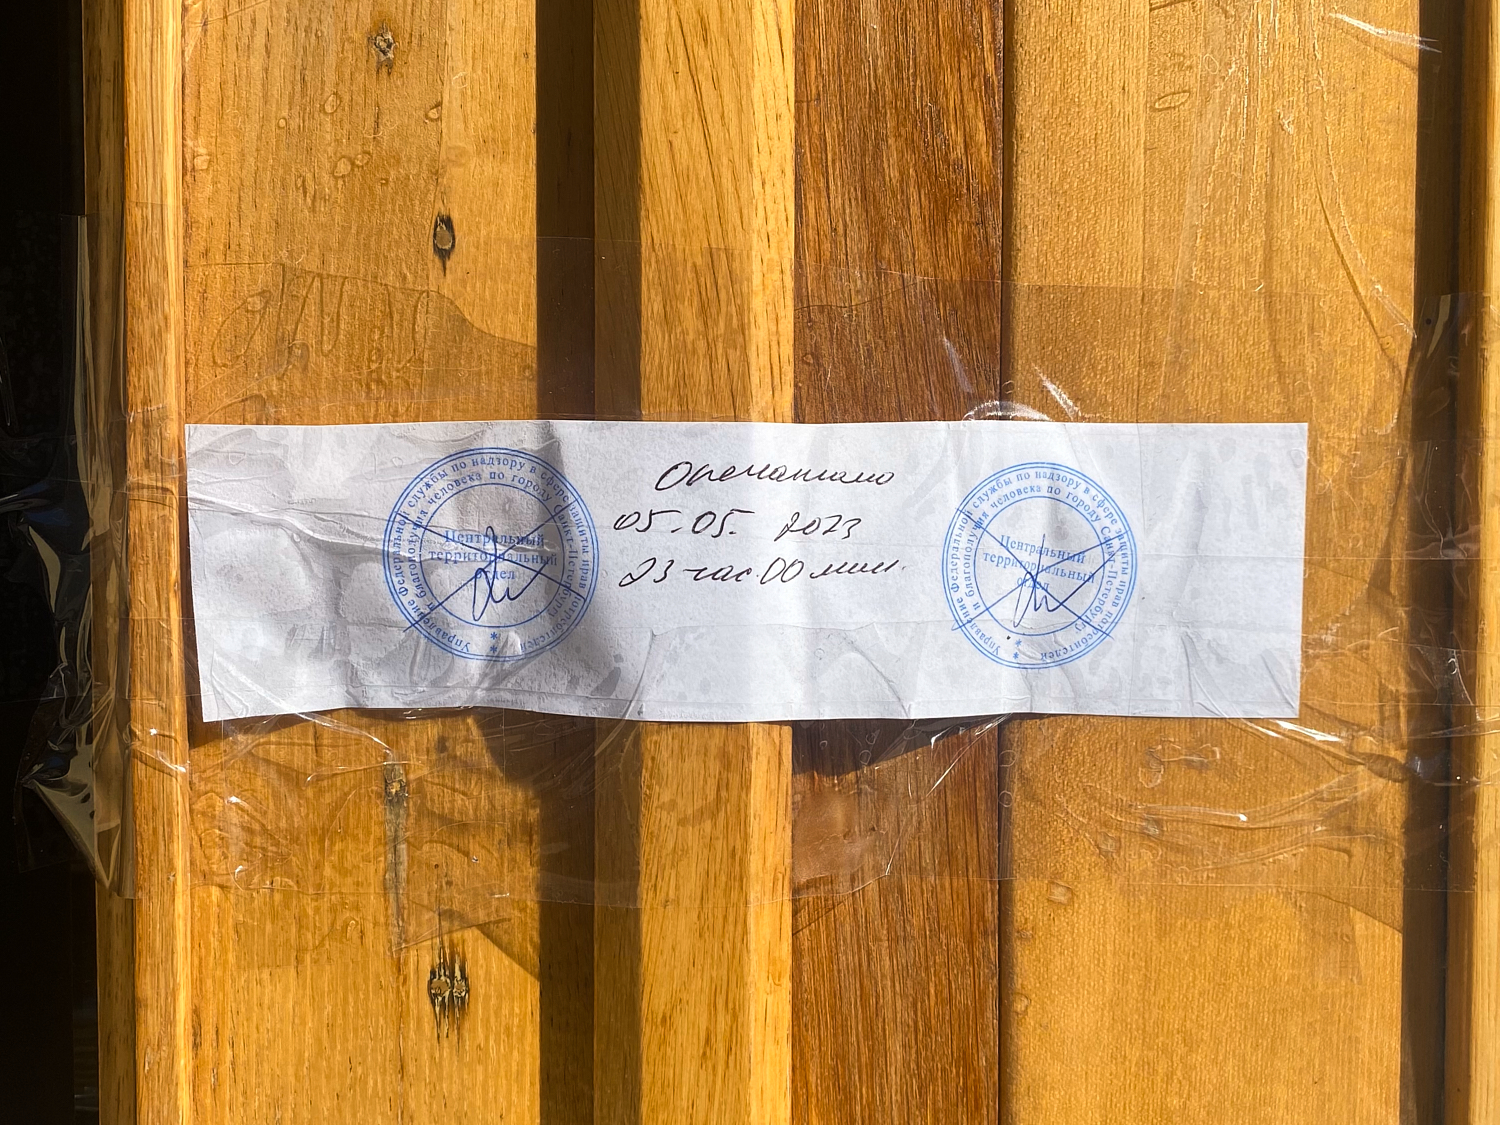 Управление Федеральной службы по надзору в сфере защиты прав потребителей
и благополучия человека по городу Санкт-Петербургу
Центральный
территориальный
отдел
Опечатано
05.05. 2023
23 час.00 мин.
Управление Федеральной службы по надзору в сфере защиты прав потребителей
и благополучия человека по городу Санкт-Петербургу
Центральный
территориальный
отдел